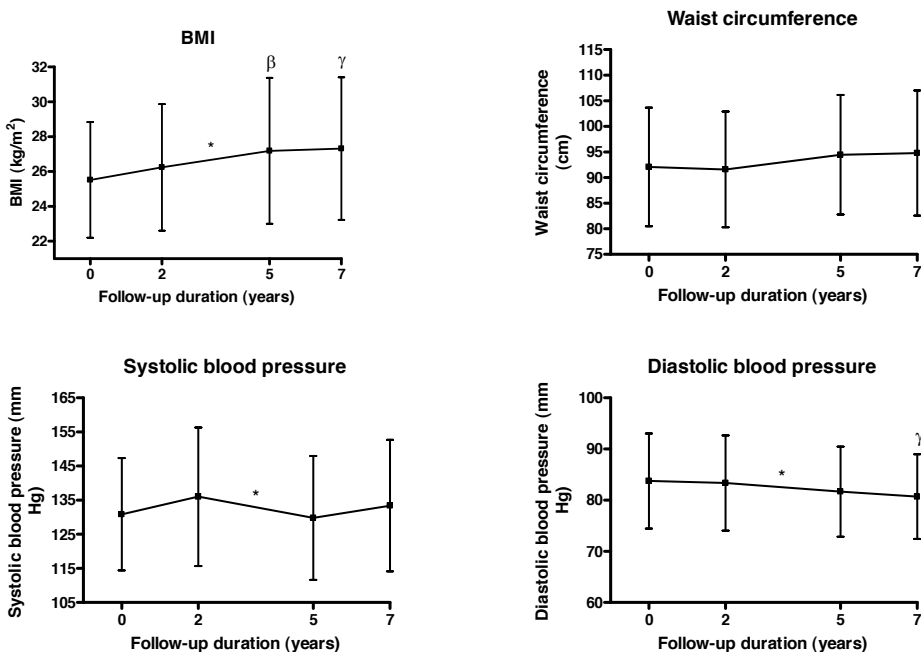 BMI
β
γ
32
30
28
26
24
22
*
BMI (kg/m²)
0 2 5 7
Follow-up duration (years)
Waist circumference
115
110
105
100
95
90
85
80
75
Waist circumference
(cm)
0 2 5 7
Follow-up duration (years)
Systolic blood pressure
165
155
145
135
125
115
105
*
Systolic blood pressure (mm
Hg)
0 2 5 7
Follow-up duration (years)
Diastolic blood pressure
100
90
80
70
60
*
γ
Diastolic blood pressure (mm
Hg)
0 2 5 7
Follow-up duration (years)